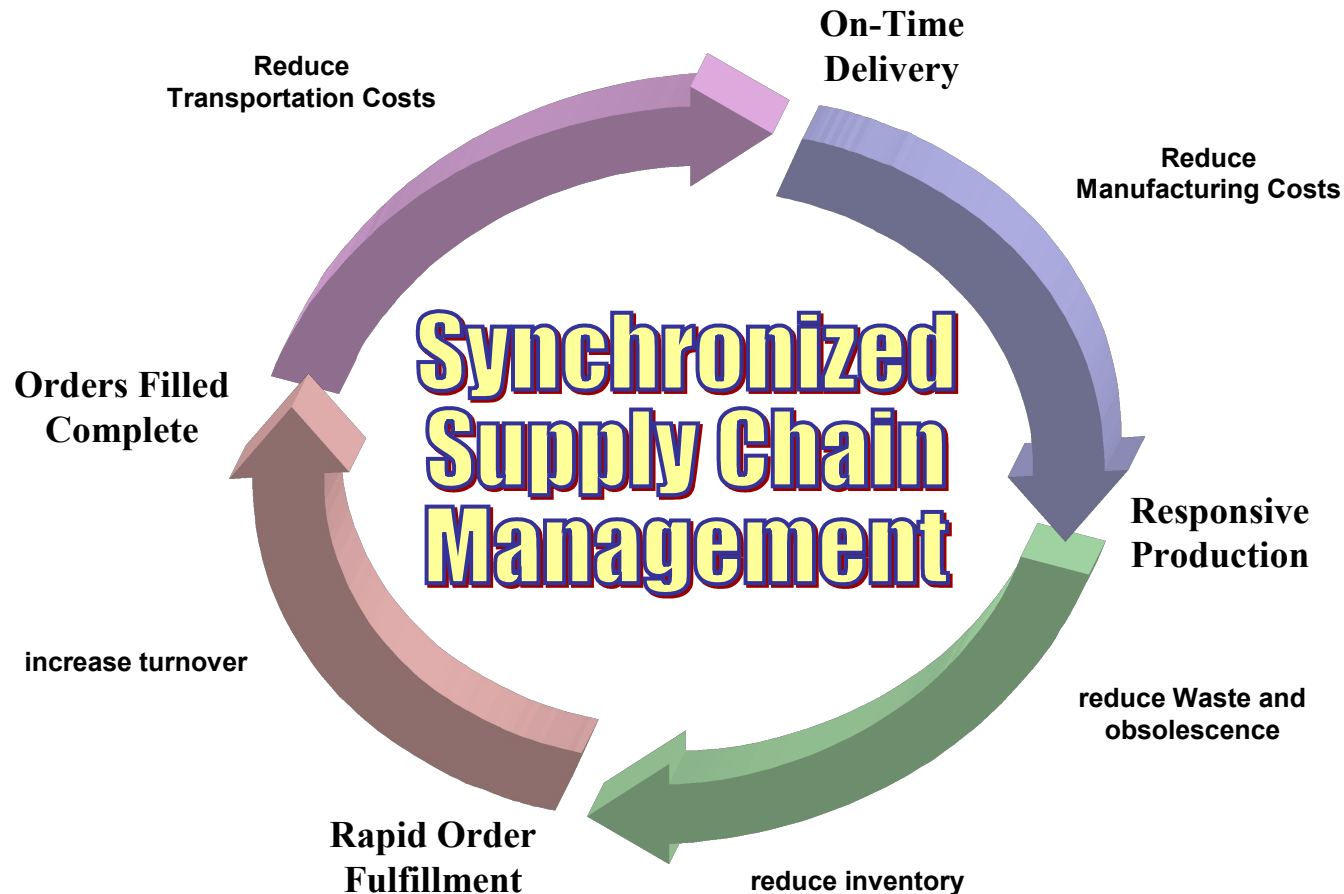 On-Time
Delivery
Reduce
Transportation Costs
Reduce
Manufacturing Costs
Synchronized
Supply Chain
Management
Orders Filled
Complete
Responsive
Production
increase turnover
reduce Waste and
obsolescence
Rapid Order
Fulfillment
reduce inventory